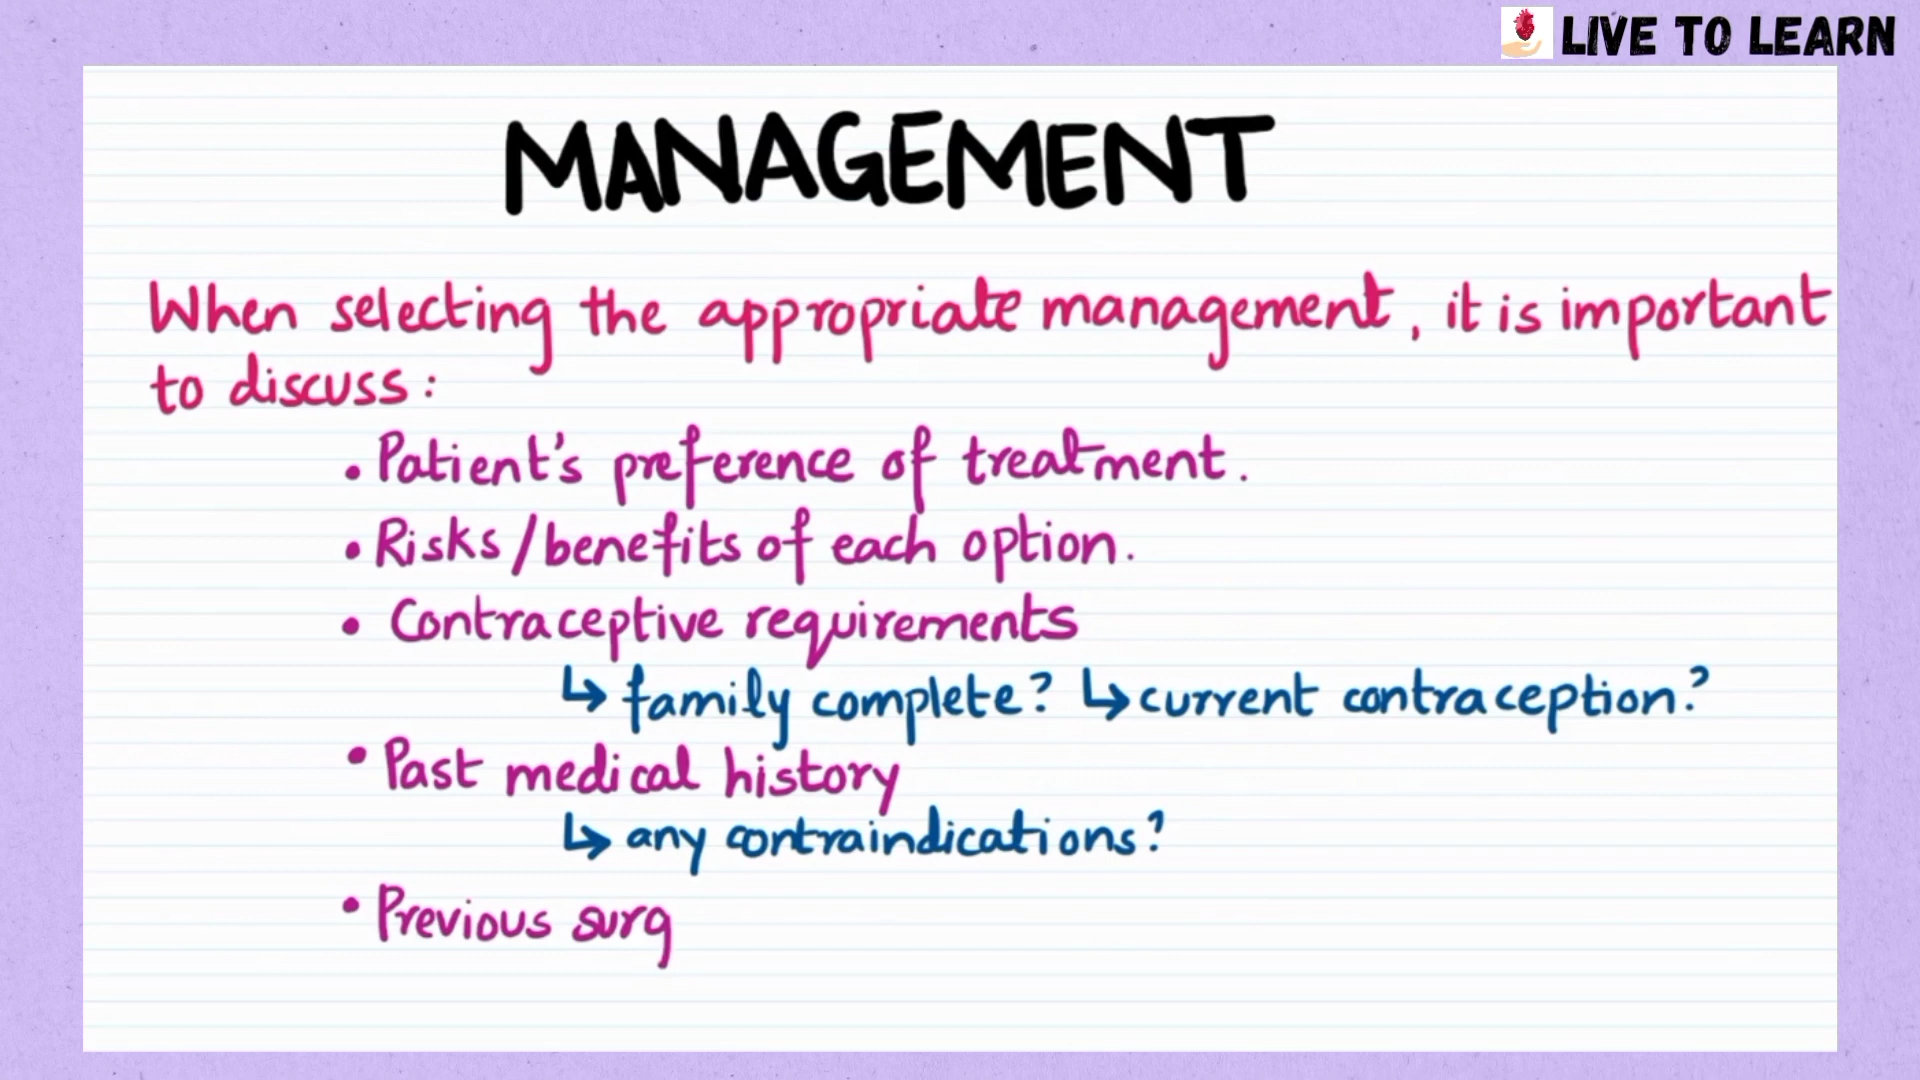 LIVE TO LEARN
MANAGEMENT
When selecting the appropriate management, it is important
to discuss:
• Patient's preference of treatment.
• Risks/benefits of each option.
• Contraceptive requirements
↳ family complete? ↳ current contraception?
• Past medical history
↳ any contraindications?
• Previous surg